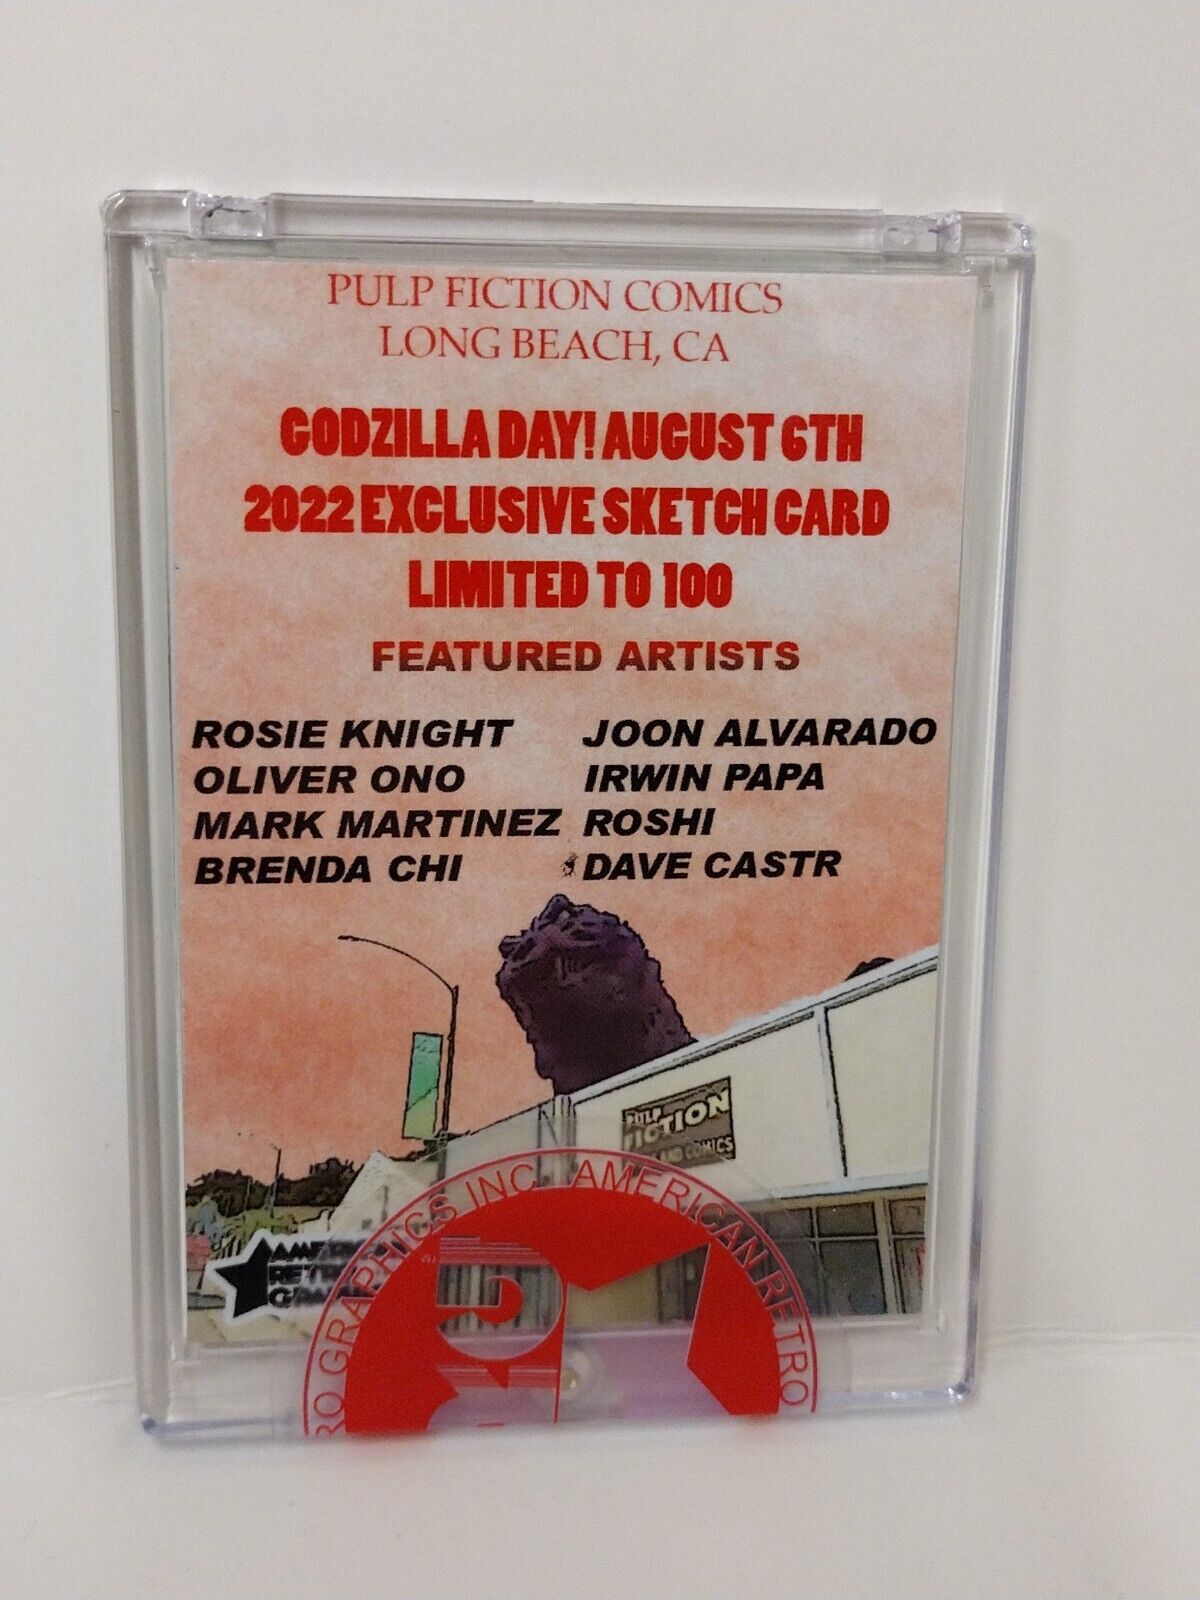 PULP FICTION COMICS
LONG BEACH, CA
GODZILLA DAY! AUGUST 6TH
2022 EXCLUSIVE SKETCH CARD
LIMITED TO 100
FEATURED ARTISTS
ROSIE KNIGHT JOON ALVARADO
OLIVER ONO IRWIN PAPA
MARK MARTINEZ ROSHI
BRENDA CHI DAVE CASTR
PULP
FICTION
AND COMICS
RO GRAPHICS INC. AMERICAN RETRO